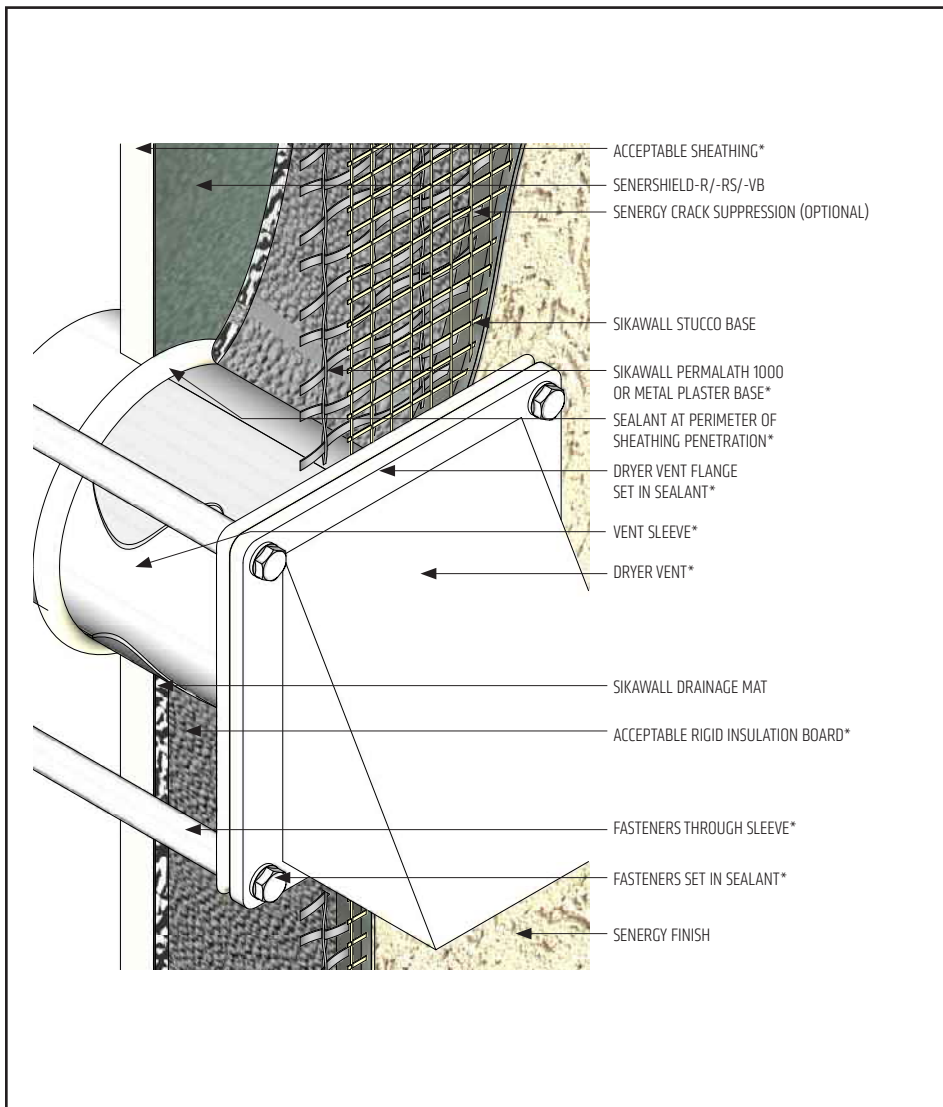 ACCEPTABLE SHEATHING*
SENERSHIELD-R/-RS/-VB
SENERGY CRACK SUPPRESSION (OPTIONAL)
SIKAWALL STUCCO BASE
SIKAWALL PERMALATH 1000
OR METAL PLASTER BASE*
SEALANT AT PERIMETER OF
SHEATHING PENETRATION*
DRYER VENT FLANGE
SET IN SEALANT*
VENT SLEEVE*
DRYER VENT*
SIKAWALL DRAINAGE MAT
ACCEPTABLE RIGID INSULATION BOARD*
FASTENERS THROUGH SLEEVE*
FASTENERS SET IN SEALANT*
SENERGY FINISH